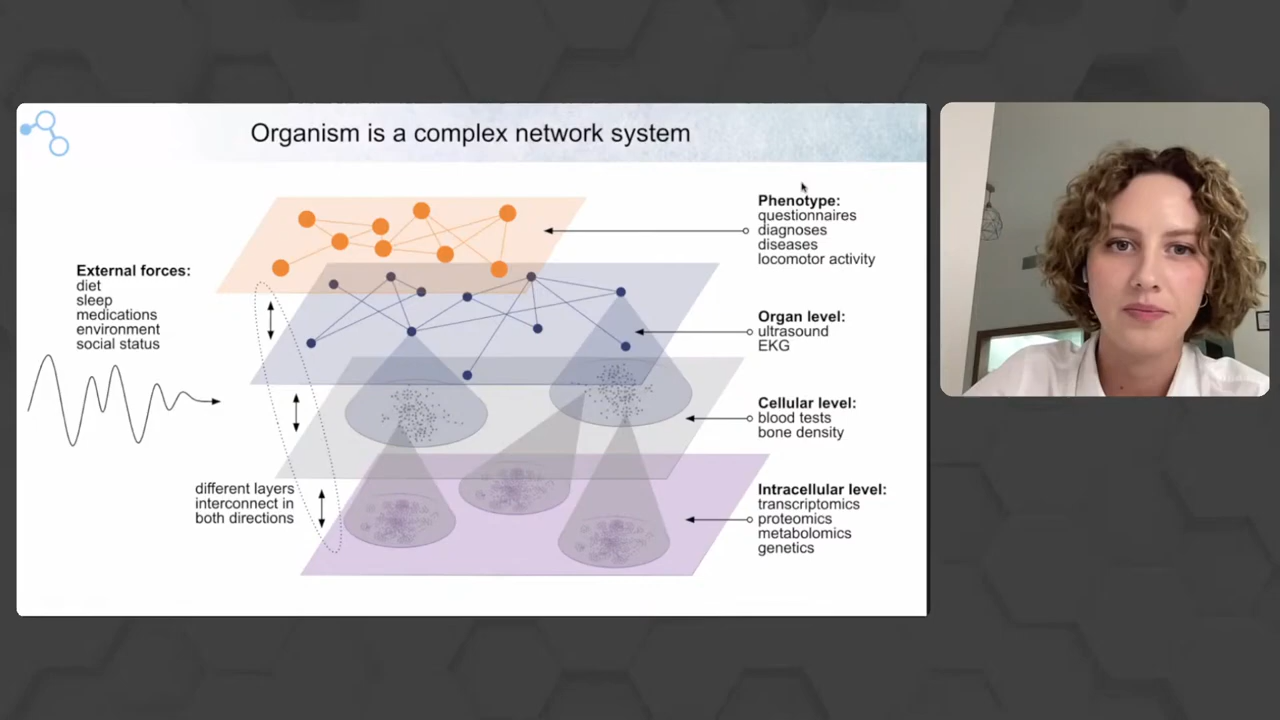 Organism is a complex network system
External forces:
diet
sleep
medications
environment
social status
different layers
interconnect in
both directions
Phenotype:
questionnaires
diagnoses
diseases
locomotor activity
Organ level:
ultrasound
EKG
Cellular level:
blood tests
bone density
Intracellular level:
transcriptomics
proteomics
metabolomics
genetics